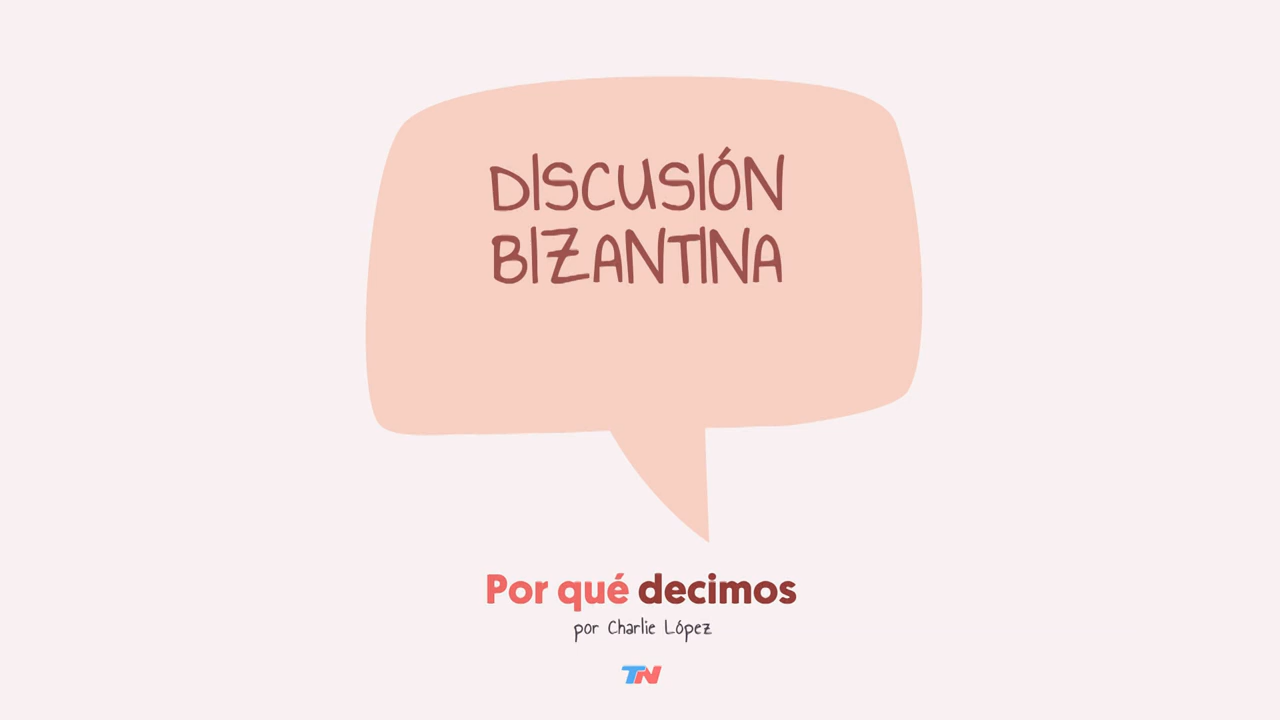 DISCUSIÓN
BIZANTINA
Por qué decimos
por Charlie López
TN